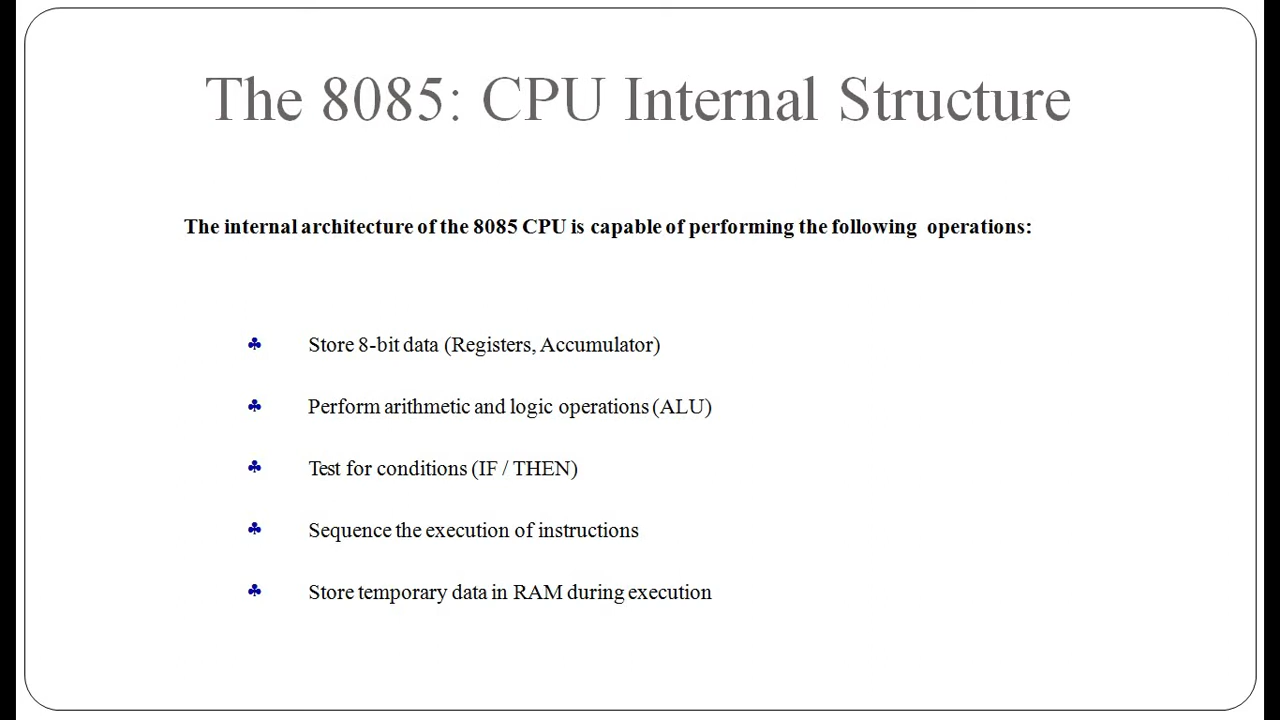 The 8085: CPU Internal Structure
The internal architecture of the 8085 CPU is capable of performing the following operations:
♣ Store 8-bit data (Registers, Accumulator)
♣ Perform arithmetic and logic operations (ALU)
♣ Test for conditions (IF / THEN)
♣ Sequence the execution of instructions
♣ Store temporary data in RAM during execution